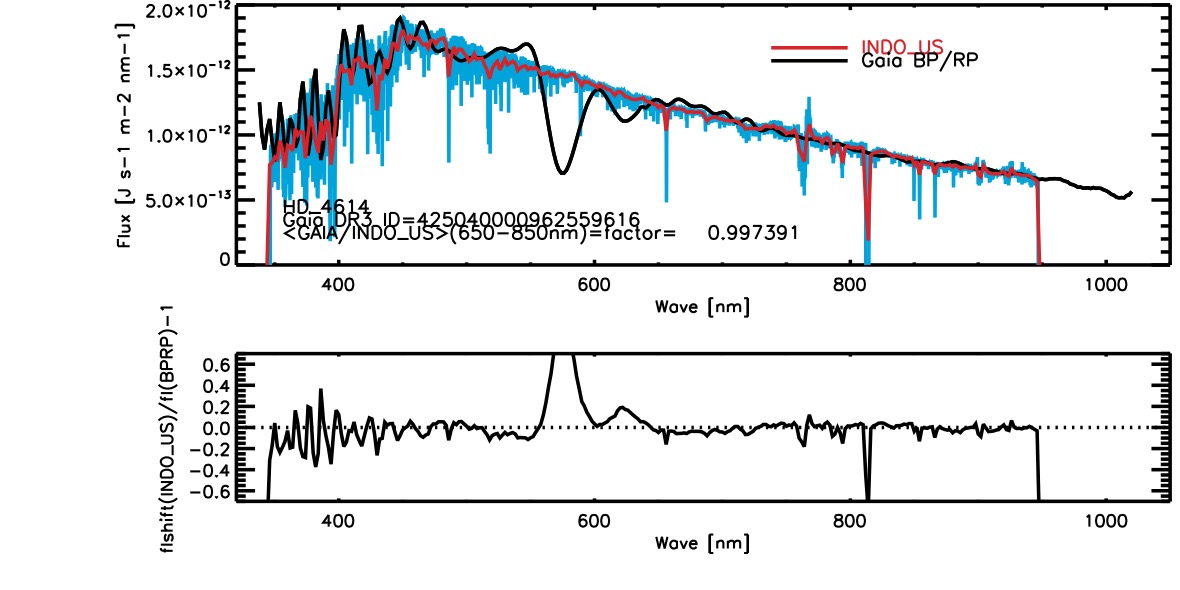 2.0×10−12
1.5×10−12
1.0×10−12
5.0×10−13
0
Flux [J s−1 m−2 nm−1]
INDO_US
Gaia BP/RP
HD_4614
Gaia DR3 ID=4250400000962559616
<GAIA/INDO_US>(650−850nm)=factor= 0.997391
400 600 800 1000
Wave [nm]
flshift(INDO_US)/fl(BPRP)−1
0.6
0.4
0.2
0.0
−0.2
−0.4
−0.6
400 600 800 1000
Wave [nm]